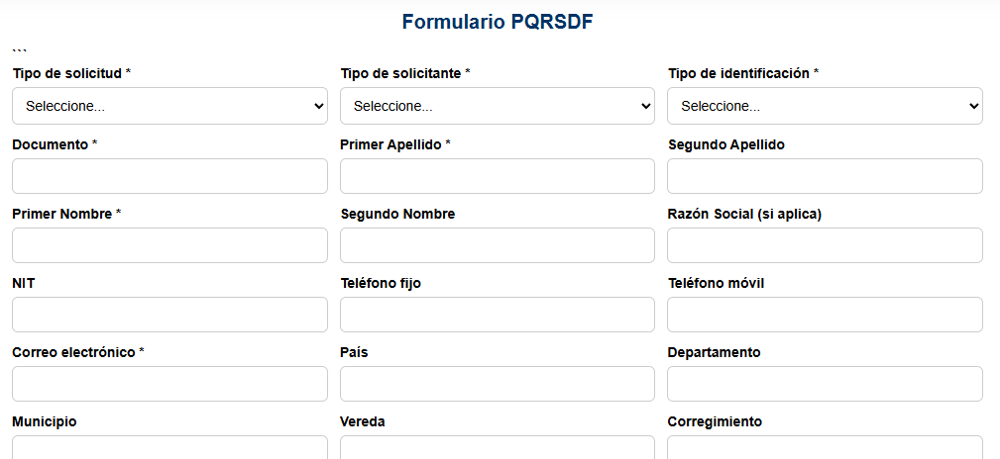 Formulario PQRSDF
```
Tipo de solicitud * Tipo de solicitante * Tipo de identificación *
Seleccione... Seleccione... Seleccione...
Documento * Primer Apellido * Segundo Apellido
Primer Nombre * Segundo Nombre Razón Social (si aplica)
NIT Teléfono fijo Teléfono móvil
Correo electrónico * País Departamento
Municipio Vereda Corregimiento